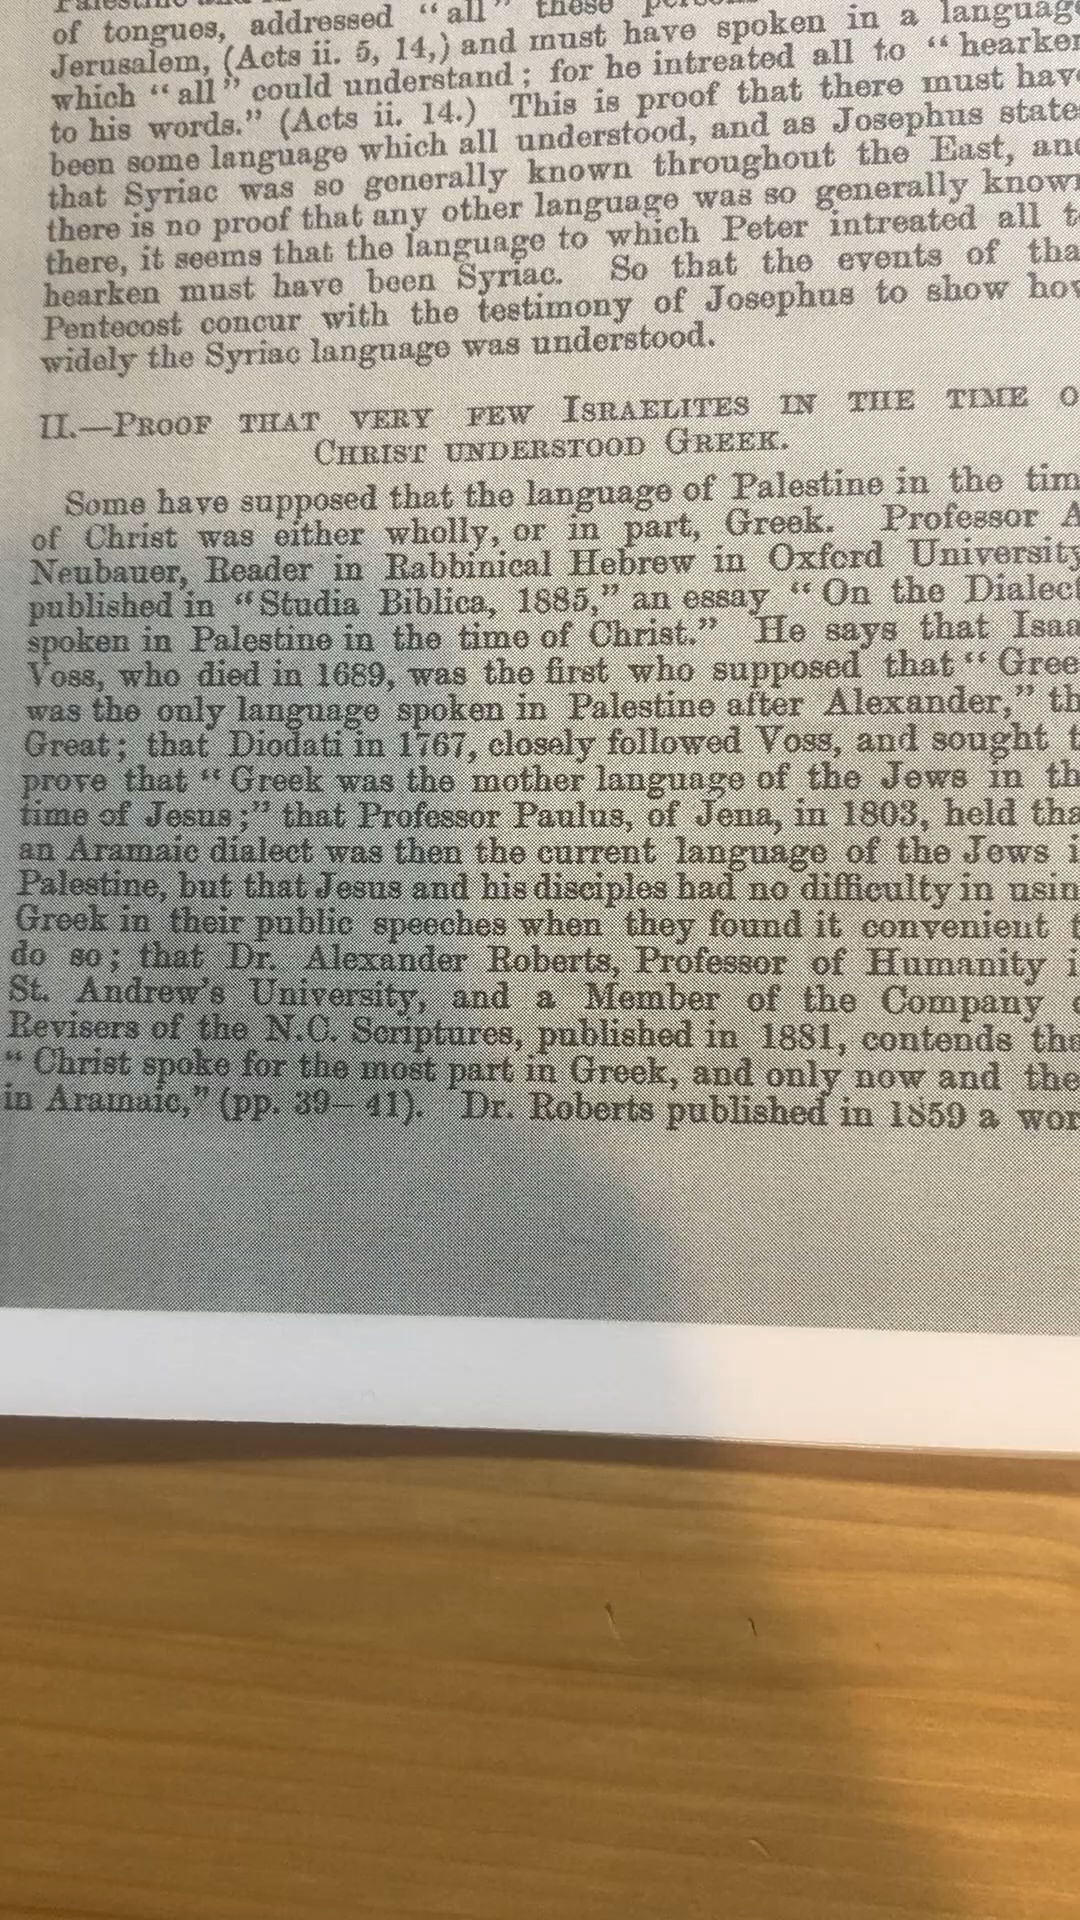 of tongues, addressed “all” these
Jerusalem, (Acts ii. 5, 14,) and must have spoken in a languag
which “all” could understand; for he intreated all to “hearken
to his words.” (Acts ii. 14.) This is proof that there must hav
been some language which all understood, and as Josephus state
that Syriac was so generally known throughout the East, and
there is no proof that any other language was so generally known
there, it seems that the language to which Peter intreated all t
hearken must have been Syriac. So that the events of tha
Pentecost concur with the testimony of Josephus to show how
widely the Syriac language was understood.
II.—Proof that very few Israelites in the time o
Christ understood Greek.
Some have supposed that the language of Palestine in the tim
of Christ was either wholly, or in part, Greek. Professor A
Neubauer, Reader in Rabbinical Hebrew in Oxford University
published in “Studia Biblica, 1885,” an essay “On the Dialect
spoken in Palestine in the time of Christ.” He says that Isaa
Voss, who died in 1689, was the first who supposed that “Gree
was the only language spoken in Palestine after Alexander,” th
Great; that Diodati in 1767, closely followed Voss, and sought t
prove that “Greek was the mother language of the Jews in th
time of Jesus;” that Professor Paulus, of Jena, in 1803, held tha
an Aramaic dialect was then the current language of the Jews i
Palestine, but that Jesus and his disciples had no difficulty in usin
Greek in their public speeches when they found it convenient t
do so; that Dr. Alexander Roberts, Professor of Humanity i
St. Andrew’s University, and a Member of the Company
Revisers of the N.C. Scriptures, published in 1881, contends tha
“Christ spoke for the most part in Greek, and only now and the
in Aramaic,” (pp. 39–41). Dr. Roberts published in 1859 a wor